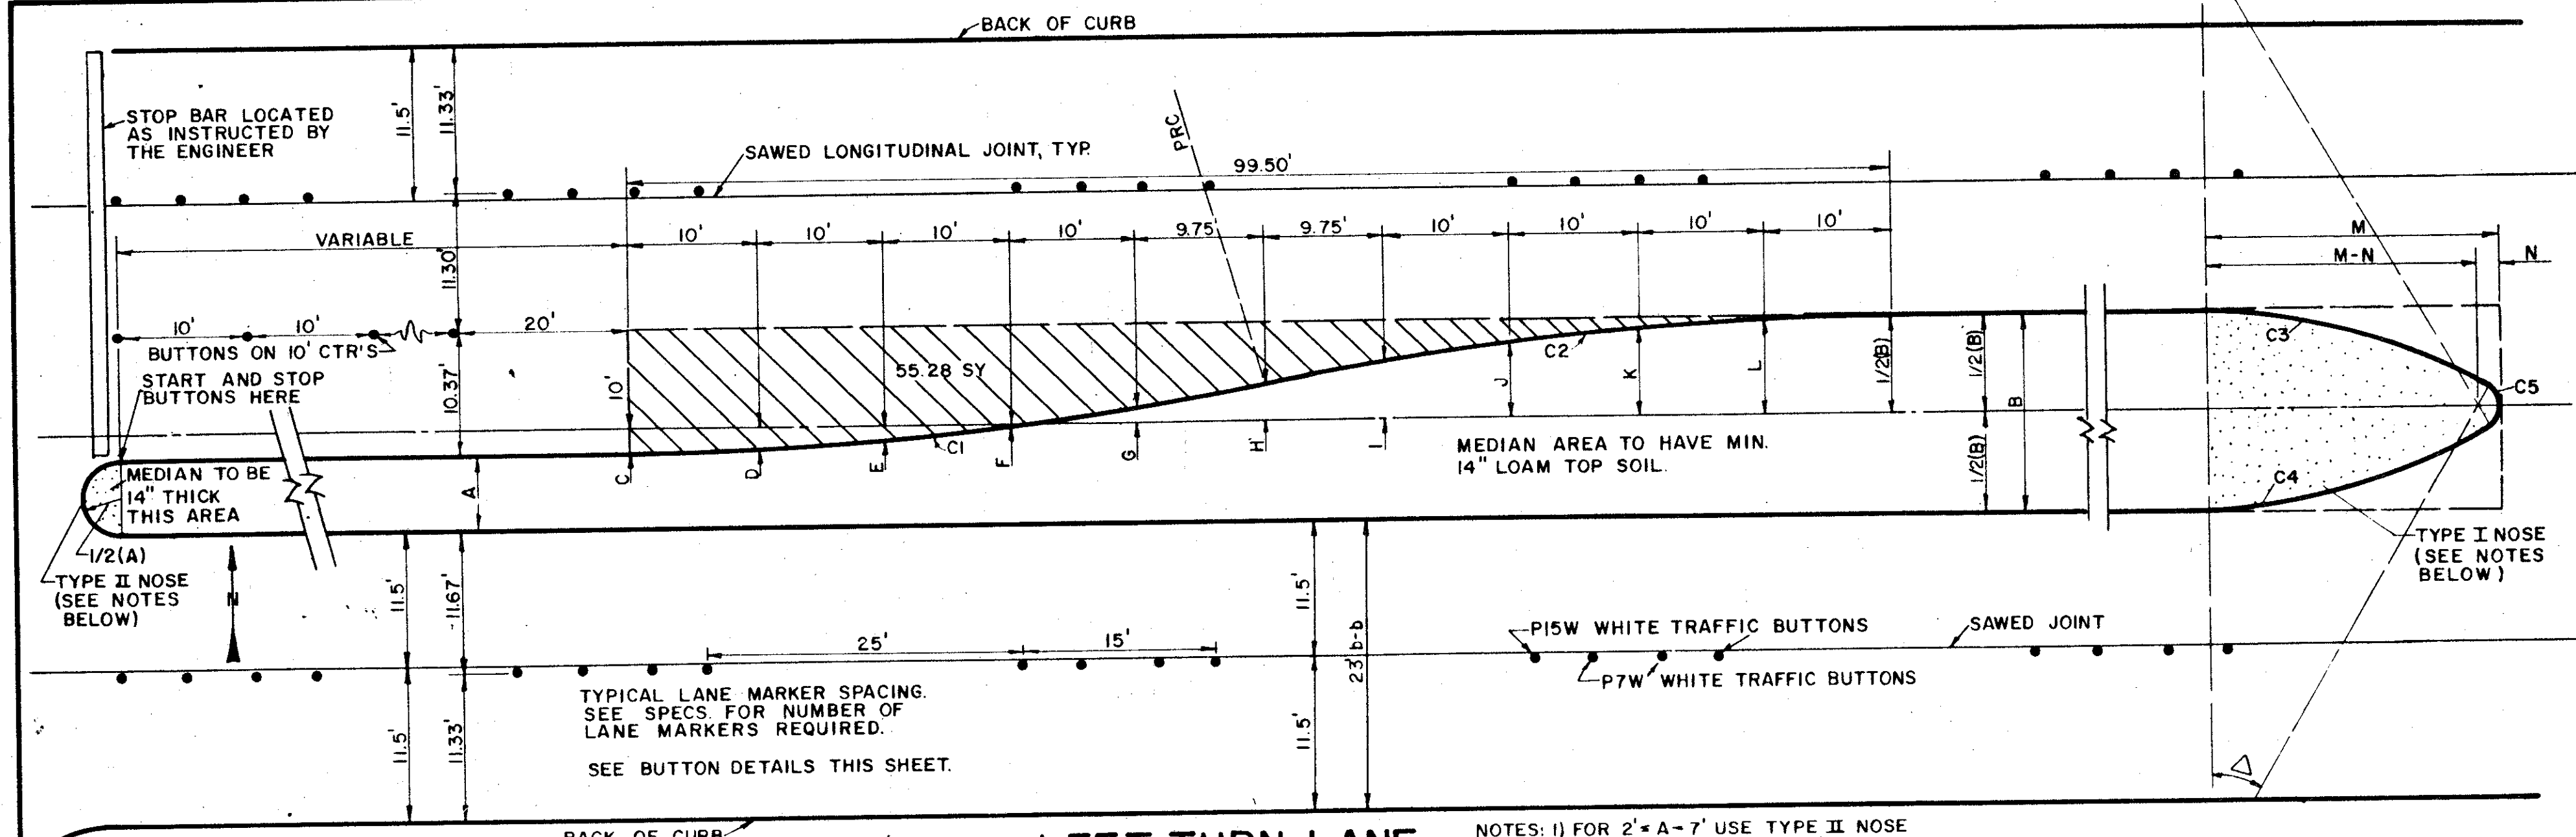 BACK OF CURB
STOP BAR LOCATED
AS INSTRUCTED BY
THE ENGINEER
11.5'
11.33'
SAWED LONGITUDINAL JOINT, TYP.
PRC
99.50'
VARIABLE
10'
10'
10'
10'
9.75'
9.75'
10'
10'
10'
10'
M
M-N
N
11.30'
10'
10'
20'
BUTTONS ON 10' CTR'S
START AND STOP
BUTTONS HERE
10.37'
10'
55.28 SY
C1
C2
C3
C4
C5
C
D
E
F
G
H
I
J
K
L
1/2(B)
1/2(B)
1/2(B)
B
A
MEDIAN TO BE
14" THICK
THIS AREA
MEDIAN AREA TO HAVE MIN.
14" LOAM TOP SOIL.
1/2(A)
TYPE II NOSE
(SEE NOTES
BELOW)
N
TYPE I NOSE
(SEE NOTES
BELOW)
11.5'
11.67'
11.5'
23' b-b
25'
15'
P15W WHITE TRAFFIC BUTTONS
SAWED JOINT
P7W WHITE TRAFFIC BUTTONS
TYPICAL LANE MARKER SPACING.
SEE SPECS. FOR NUMBER OF
LANE MARKERS REQUIRED.
SEE BUTTON DETAILS THIS SHEET.
11.5'
11.33'
11.5'
Δ
BACK OF CURB
LEFT TURN LANE
NOTES: 1) FOR 2' ≤ A - 7' USE TYPE II NOSE